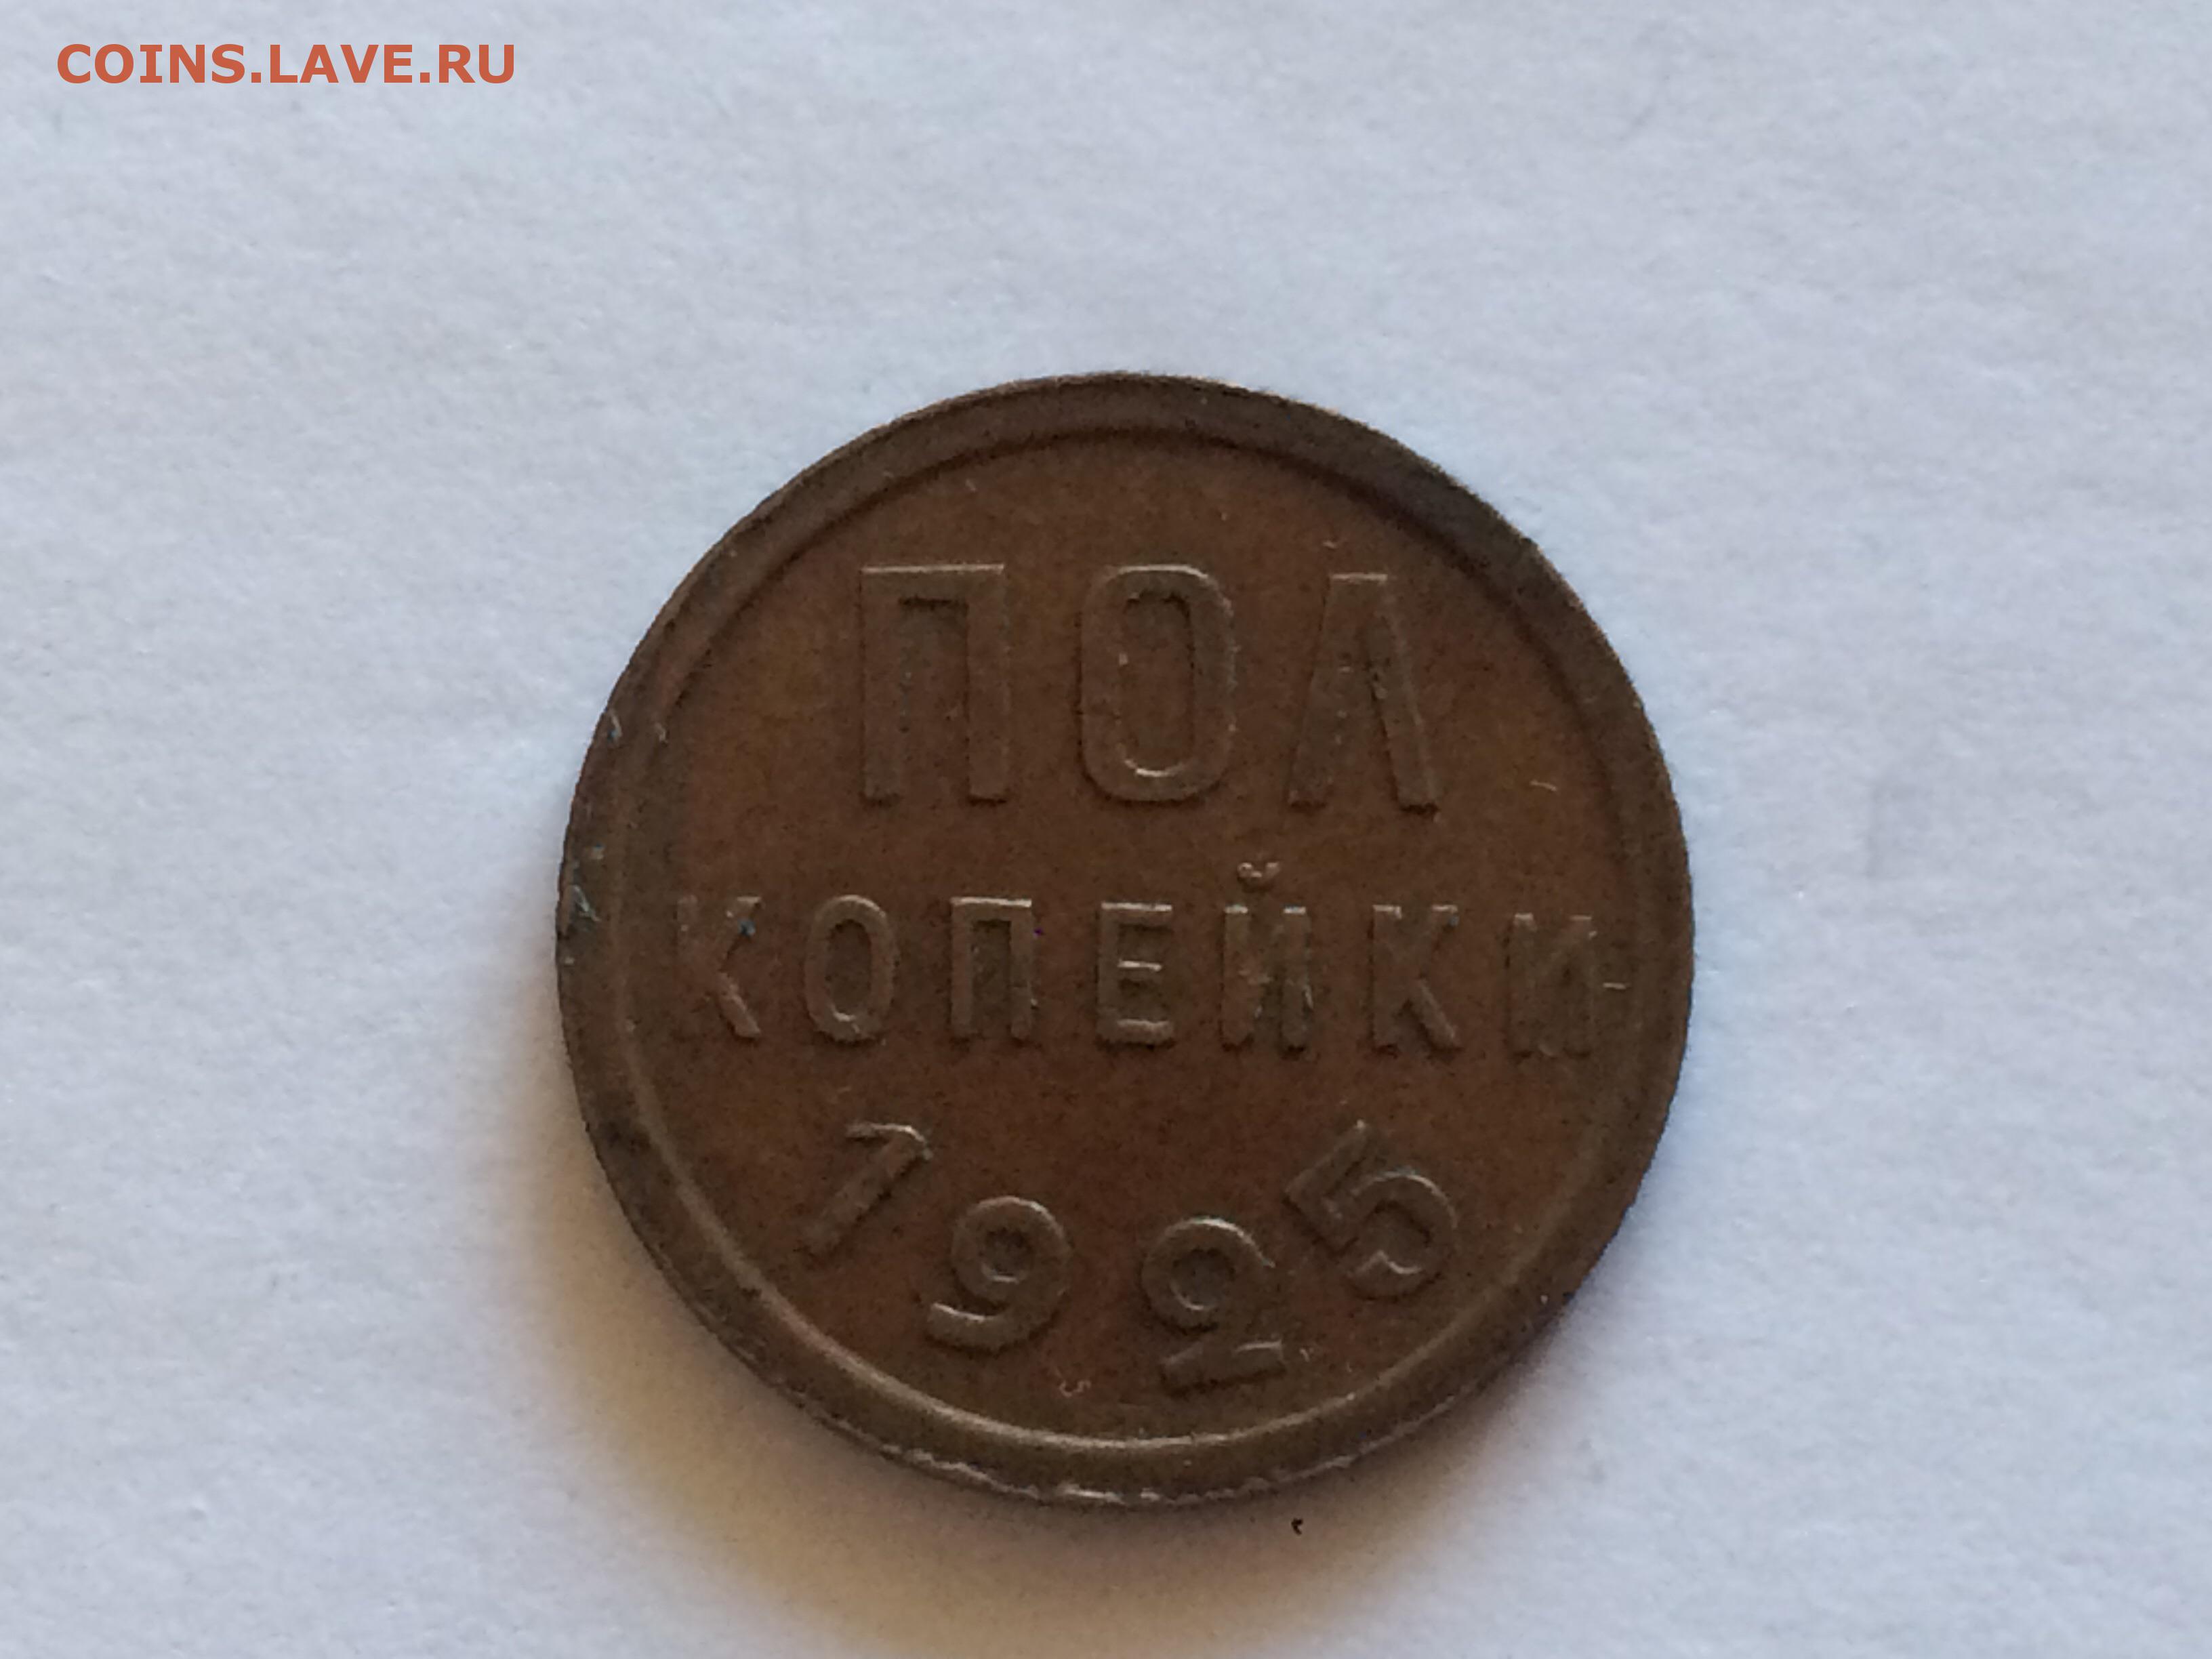 COINS.LAVE.RU
ПОЛ
КОПЕЙКИ
1925